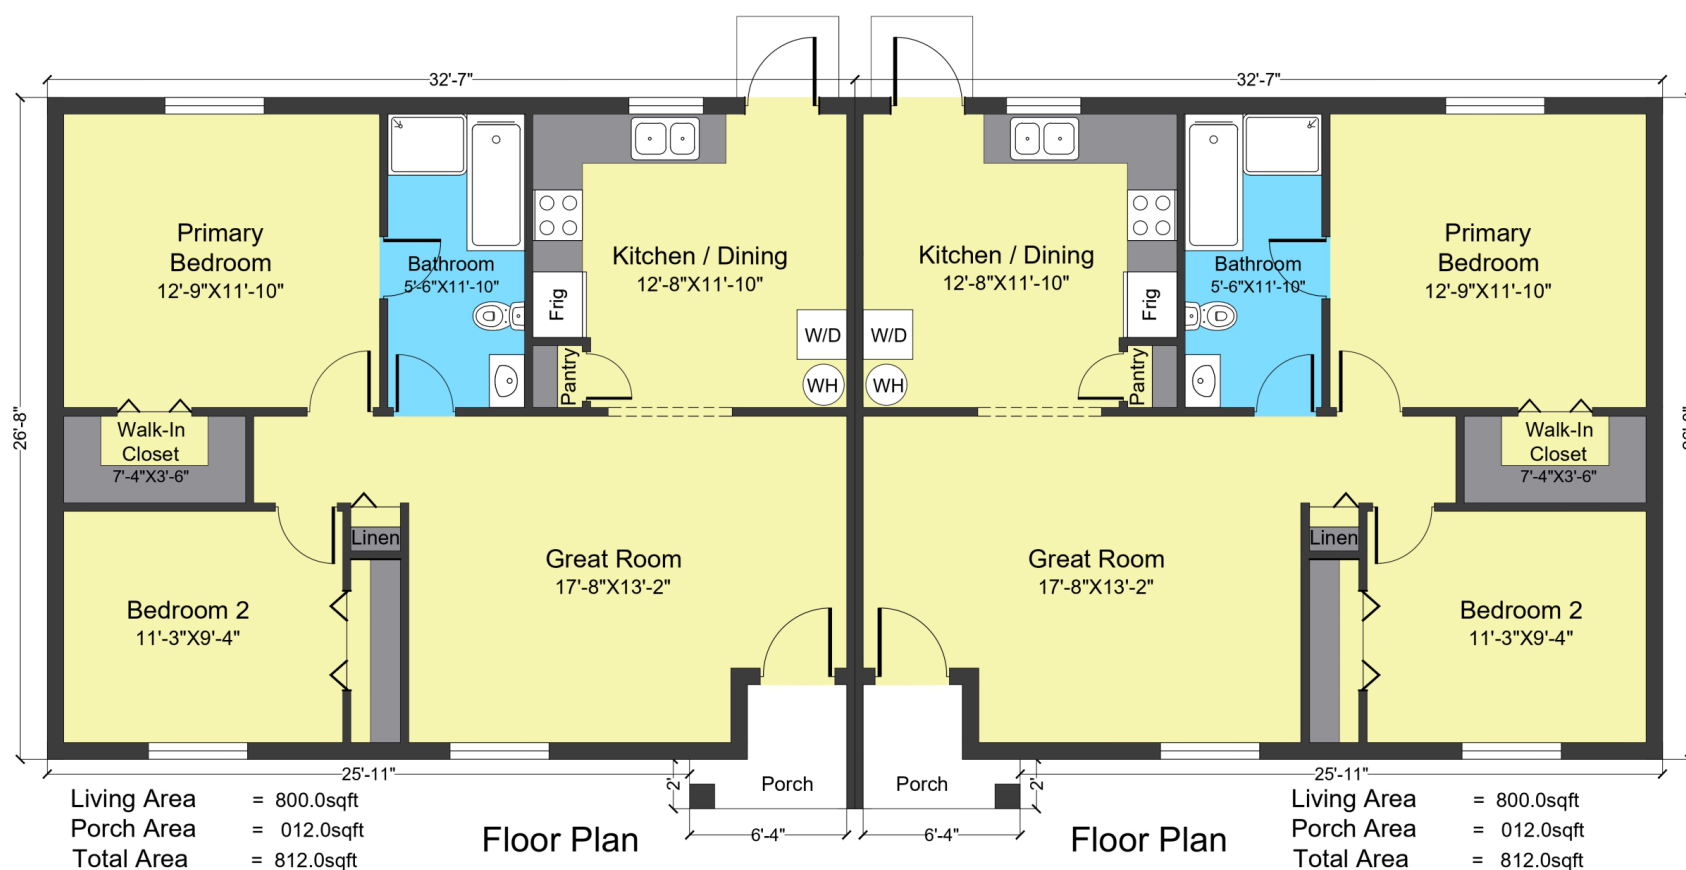 32'-7"
32'-7"
Primary
Bedroom
12'-9"X11'-10"
Bathroom
5'-6"X11'-10"
Kitchen / Dining
12'-8"X11'-10"
Frig
Pantry
W/D
WH
Kitchen / Dining
12'-8"X11'-10"
W/D
WH
Frig
Pantry
Bathroom
5'-6"X11'-10"
Primary
Bedroom
12'-9"X11'-10"
26'-8"
Walk-In
Closet
7'-4"X3'-6"
Walk-In
Closet
7'-4"X3'-6"
Linen
Linen
Great Room
17'-8"X13'-2"
Great Room
17'-8"X13'-2"
Bedroom 2
11'-3"X9'-4"
Bedroom 2
11'-3"X9'-4"
25'-11"
2'
Porch
Porch
2'
25'-11"
6'-4"
6'-4"
Living Area = 800.0sqft
Porch Area = 012.0sqft
Total Area = 812.0sqft
Floor Plan
Floor Plan
Living Area = 800.0sqft
Porch Area = 012.0sqft
Total Area = 812.0sqft